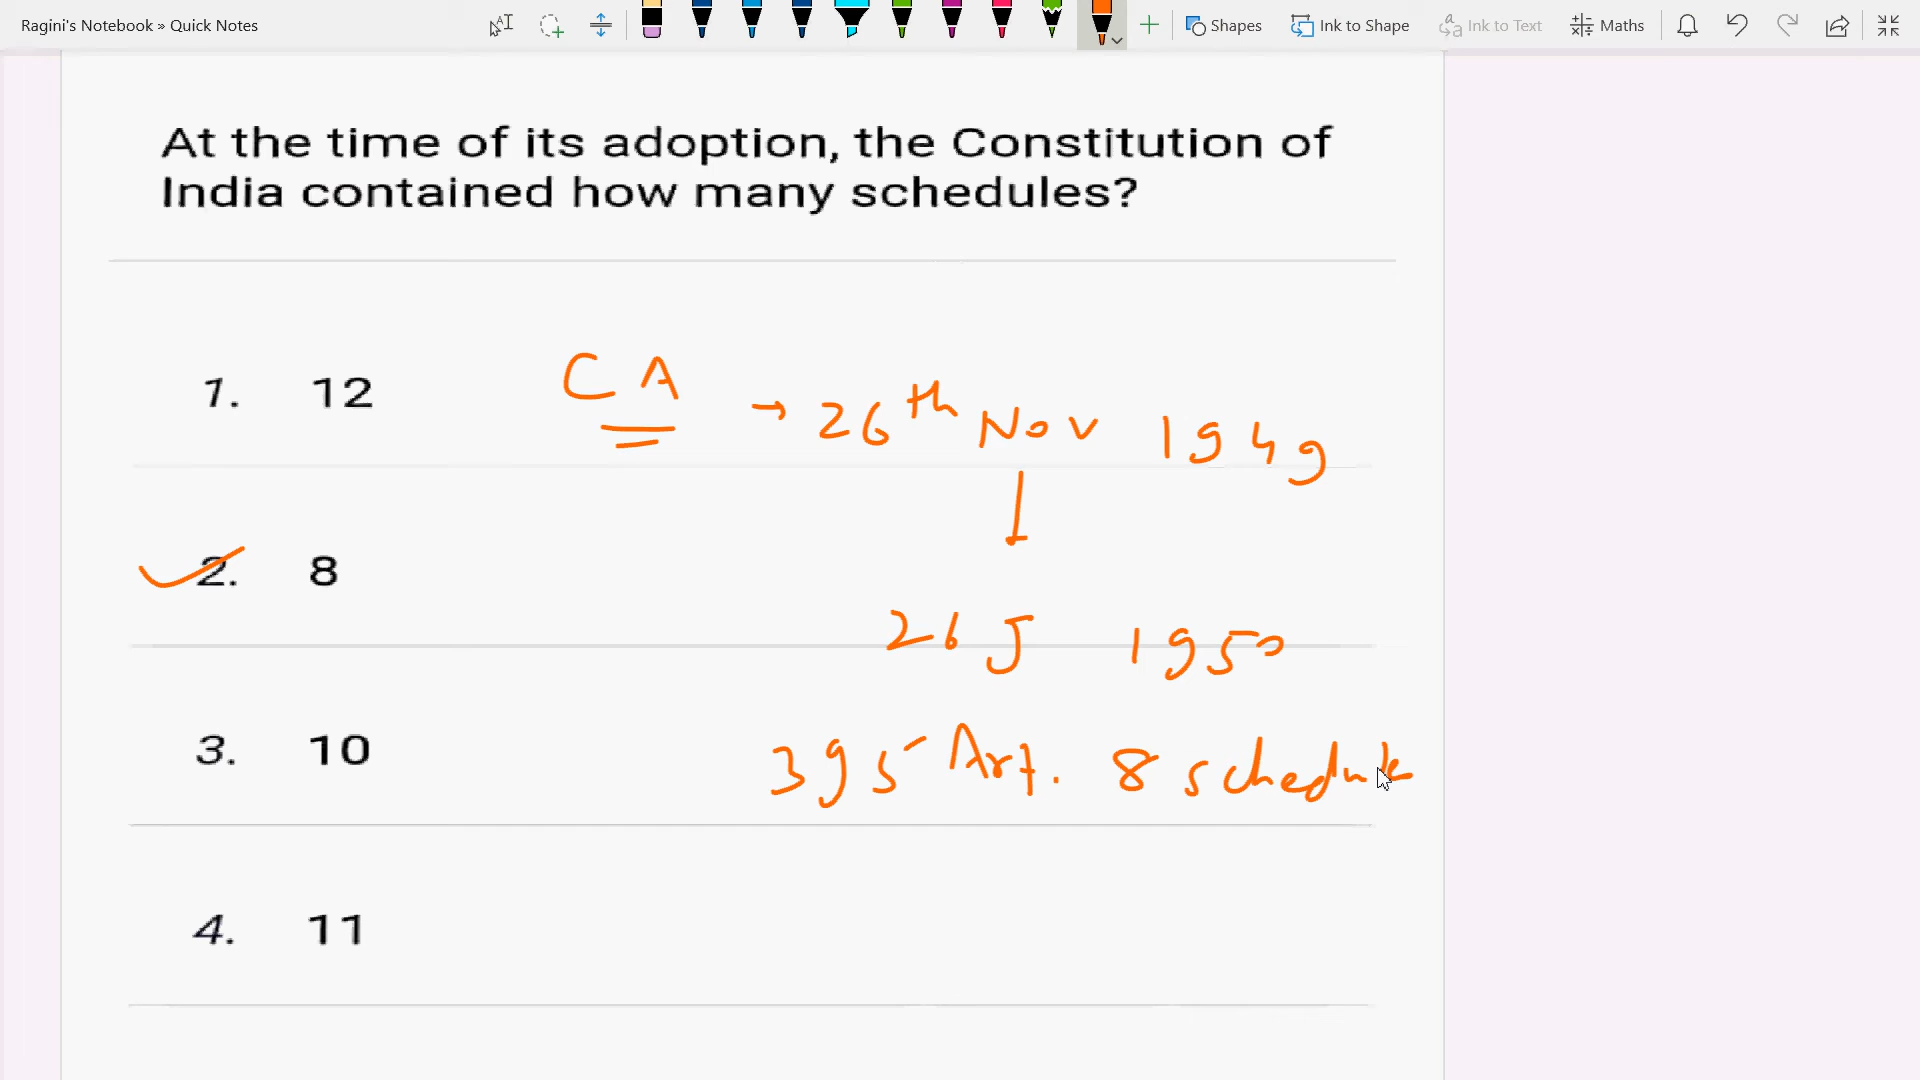 Ragini's Notebook » Quick Notes
Shapes
Ink to Shape
Ink to Text
Maths
At the time of its adoption, the Constitution of
India contained how many schedules?
1. 12
CA → 26th Nov 1949
2. 8
26 J 1950
3. 10
395 Art. 8 schedule
4. 11